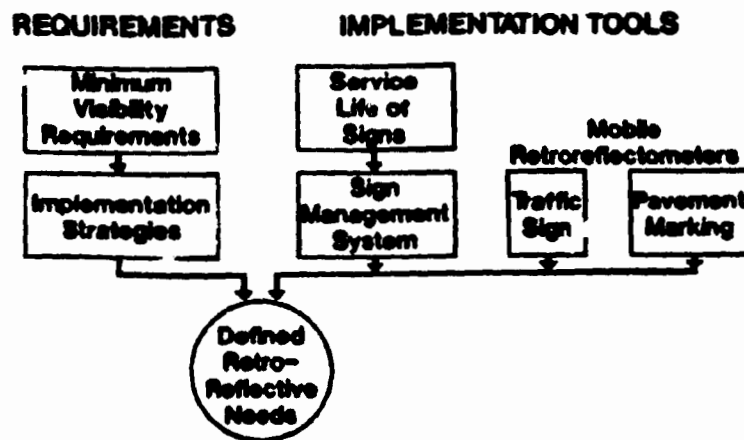 REQUIREMENTS
IMPLEMENTATION TOOLS
Minimum
Visibility
Requirements
Service
Life of
Signs
Mobile
Retroreflectometers
Implementation
Strategies
Sign
Management
System
Traffic
Sign
Pavement
Marking
Defined
Retro-
Reflective
Needs